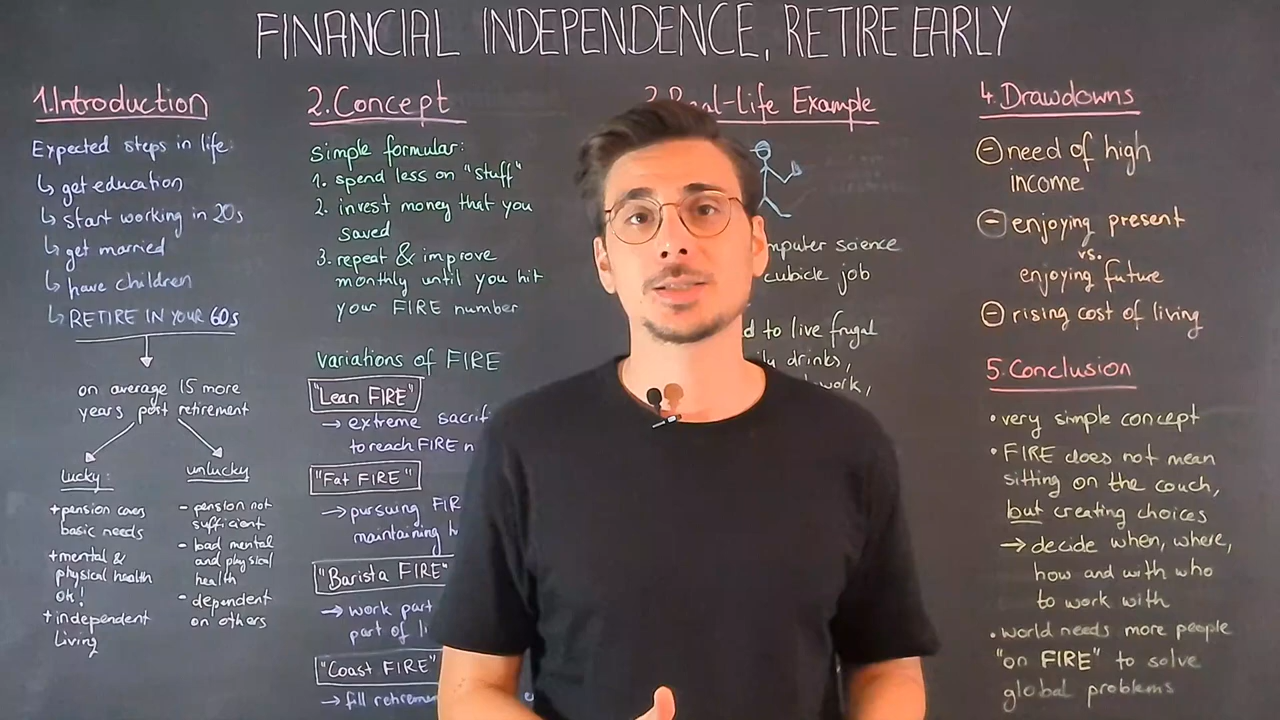 FINANCIAL INDEPENDENCE, RETIRE EARLY
1. Introduction
Expected steps in life:
↳ get education
↳ start working in 20s
↳ get married
↳ have children
↳ RETIRE IN YOUR 60s
on average 15 more
years post retirement
lucky:
+ pension covers
basic needs
+ mental &
physical health
ok!
+ independent
living
unlucky
- pension not
sufficient
- bad mental
and physical
health
- dependent
on others
2. Concept
simple formular:
1. spend less on "stuff"
2. invest money that you
saved
3. repeat & improve
monthly until you hit
your FIRE number
variations of FIRE
"Lean FIRE"
→ extreme
to reach FIRE
"Fat FIRE"
→ pursuing
maintaining
"Barista FIRE"
→ work part
part of
"Coast FIRE"
→ fill
Example
science
cubicle job
to live frugal
drinks,
work,
4. Drawdowns
- need of high
income
- enjoying present
vs.
enjoying future
- rising cost of living
5. Conclusion
• very simple concept
• FIRE does not mean
sitting on the couch,
but creating choices
→ decide when, where,
how and with who
to work with
• world needs more people
"on FIRE" to solve
global problems